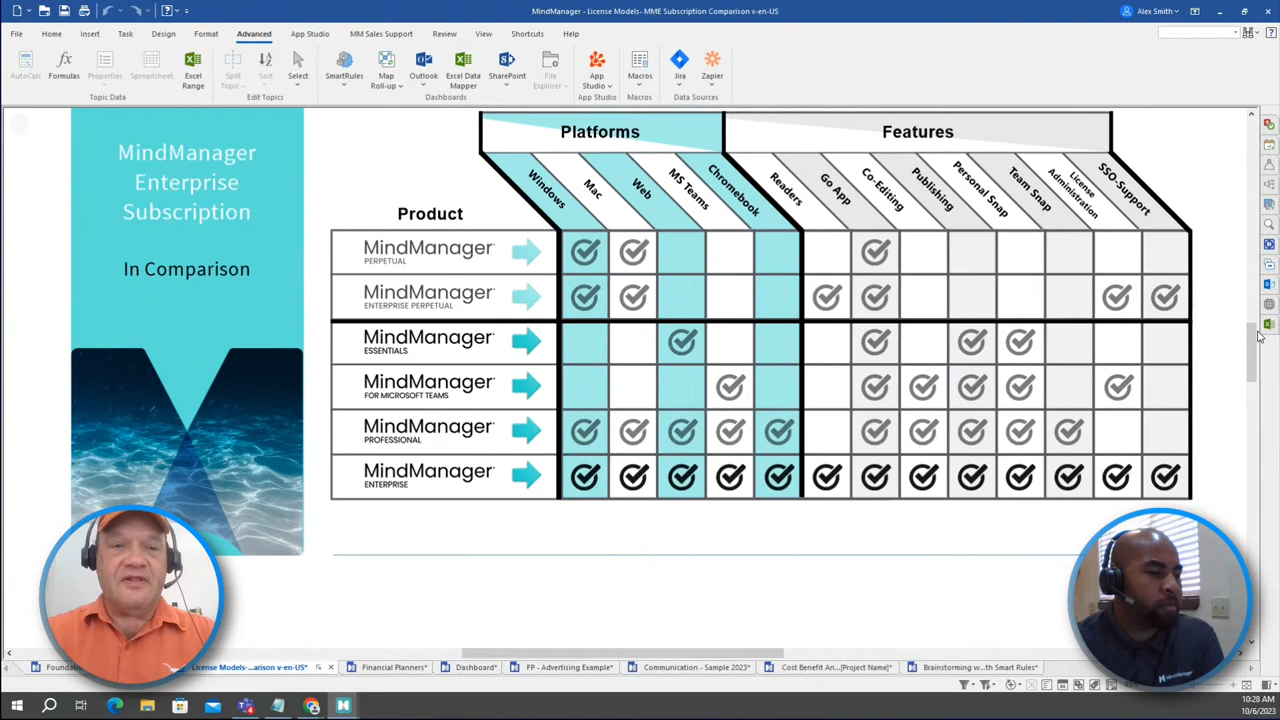 MindManager - License Models- MME Subscription Comparison v-en-US*
Alex Smith
File Home Insert Task Design Format Advanced App Studio MM Sales Support Review View Shortcuts Help
AutoCalc
Formulas
Properties
Spreadsheet
Excel Range
Split Topic
Sort
Select
SmartRules
Map Roll-up
Outlook
Excel Data Mapper
SharePoint
File Explorer
App Studio
Macros
Jira
Zapier
Topic Data
Edit Topics
Dashboards
App Studio
Macros
Data Sources
MindManager
Enterprise
Subscription
In Comparison
Platforms
Features
Product
Windows
Mac
Web
MS Teams
Chromebook
Readers
Go App
Co-Editing
Publishing
Personal Snap
Team Snap
License Administration
SSO-Support
MindManager
PERPETUAL
MindManager
ENTERPRISE PERPETUAL
MindManager
ESSENTIALS
MindManager
FOR MICROSOFT TEAMS
MindManager
PROFESSIONAL
MindManager
ENTERPRISE
MindManager
License Models-...arison v-en-US*
Financial Planners*
Dashboard*
FP - Advertising Example*
Communication - Sample 2023*
Cost Benefit An...[Project Name]*
Brainstorming w...th Smart Rules*
10:28 AM
10/6/2023